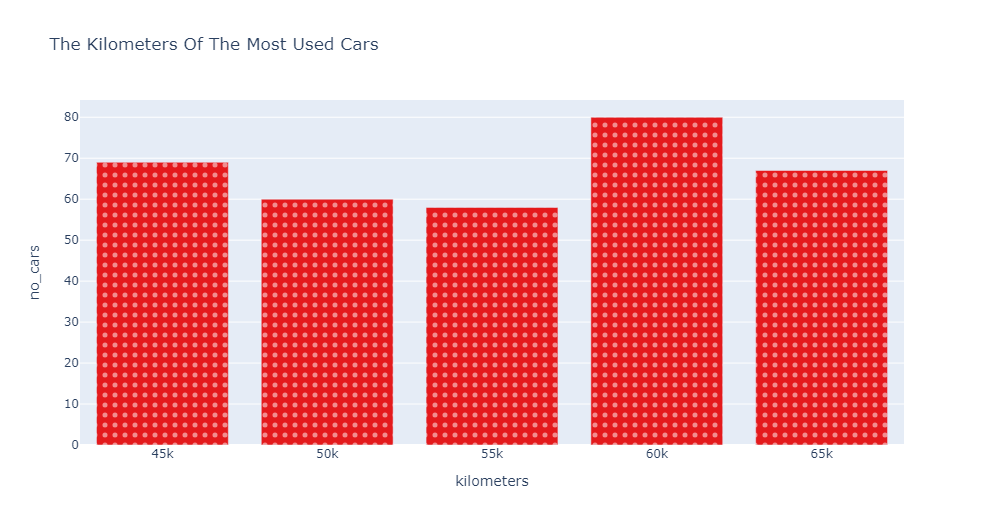 The Kilometers Of The Most Used Cars
no_cars
80
70
60
50
40
30
20
10
0
45k
50k
55k
60k
65k
kilometers